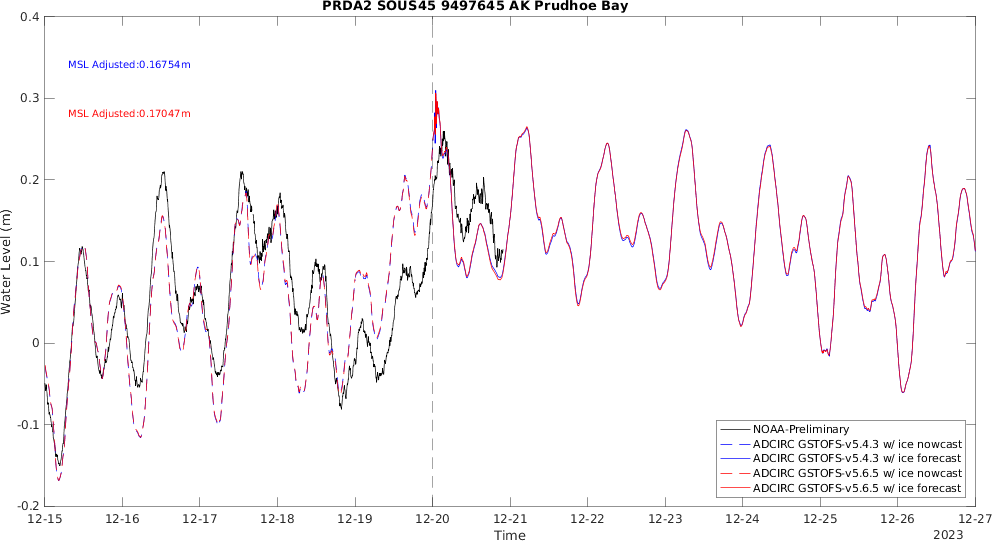 PRDA2 SOUS45 9497645 AK Prudhoe Bay
0.4
MSL Adjusted:0.16754m
0.3
MSL Adjusted:0.17047m
0.2
0.1
0
-0.1
-0.2
Water Level (m)
NOAA-Preliminary
ADCIRC GSTOFS-v5.4.3 w/ ice nowcast
ADCIRC GSTOFS-v5.4.3 w/ ice forecast
ADCIRC GSTOFS-v5.6.5 w/ ice nowcast
ADCIRC GSTOFS-v5.6.5 w/ ice forecast
12-15 12-16 12-17 12-18 12-19 12-20 12-21 12-22 12-23 12-24 12-25 12-26 12-27
Time
2023